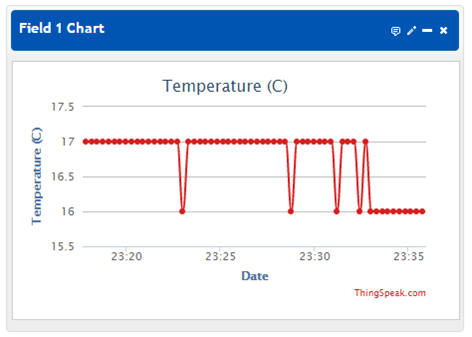 Field 1 Chart
Temperature (C)
17.5
17
16.5
16
15.5
Temperature (C)
23:20 23:25 23:30 23:35
Date
ThingSpeak.com